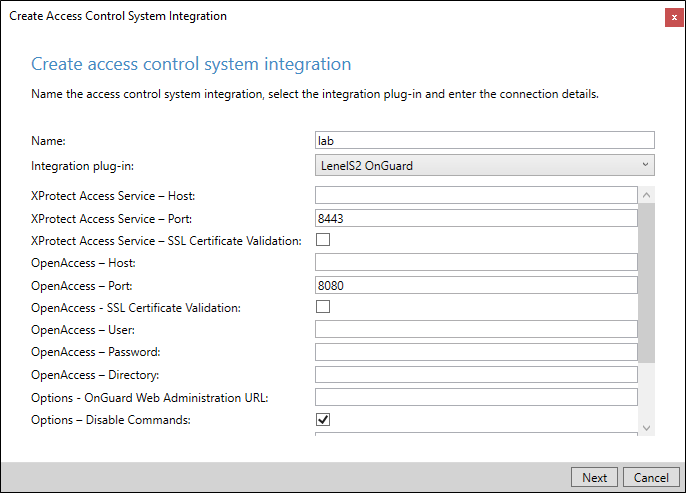 Create Access Control System Integration
x
Create access control system integration
Name the access control system integration, select the integration plug-in and enter the connection details.
Name: lab
Integration plug-in: LenelS2 OnGuard
XProtect Access Service – Host:
XProtect Access Service – Port: 8443
XProtect Access Service – SSL Certificate Validation:
OpenAccess – Host:
OpenAccess – Port: 8080
OpenAccess - SSL Certificate Validation:
OpenAccess – User:
OpenAccess – Password:
OpenAccess – Directory:
Options - OnGuard Web Administration URL:
Options – Disable Commands:
Next Cancel